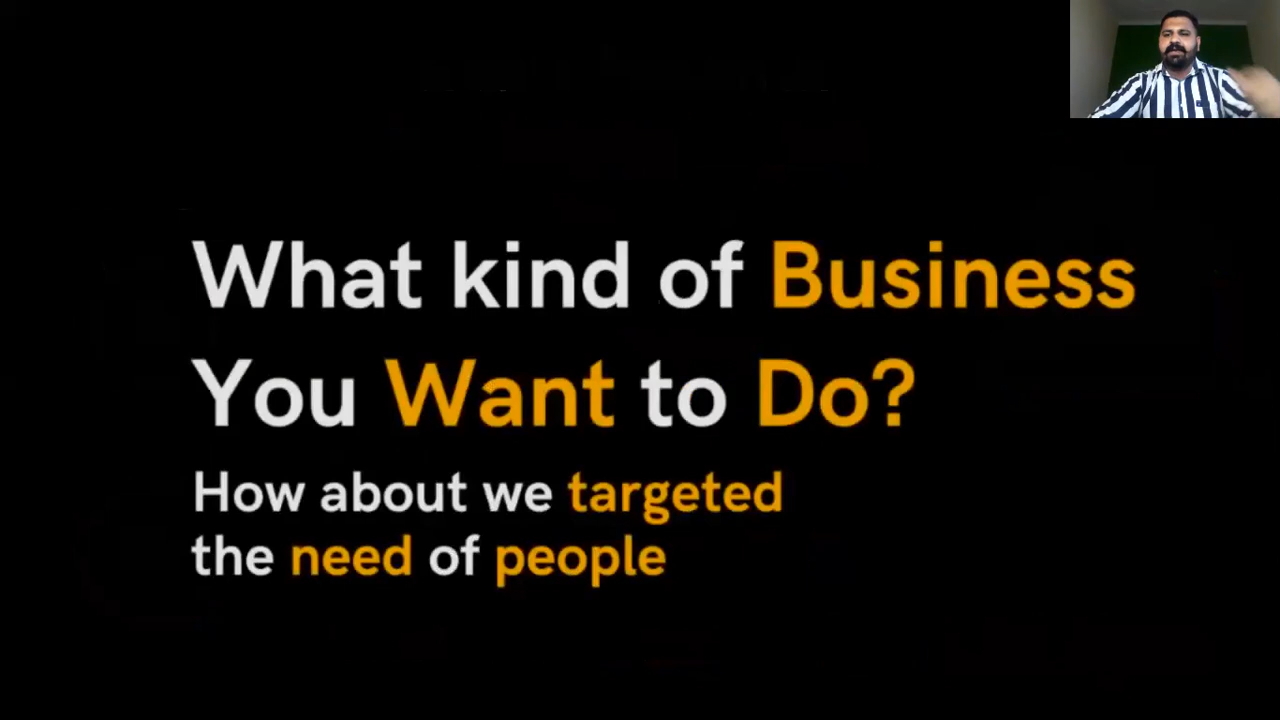 What kind of Business
You Want to Do?
How about we targeted
the need of people